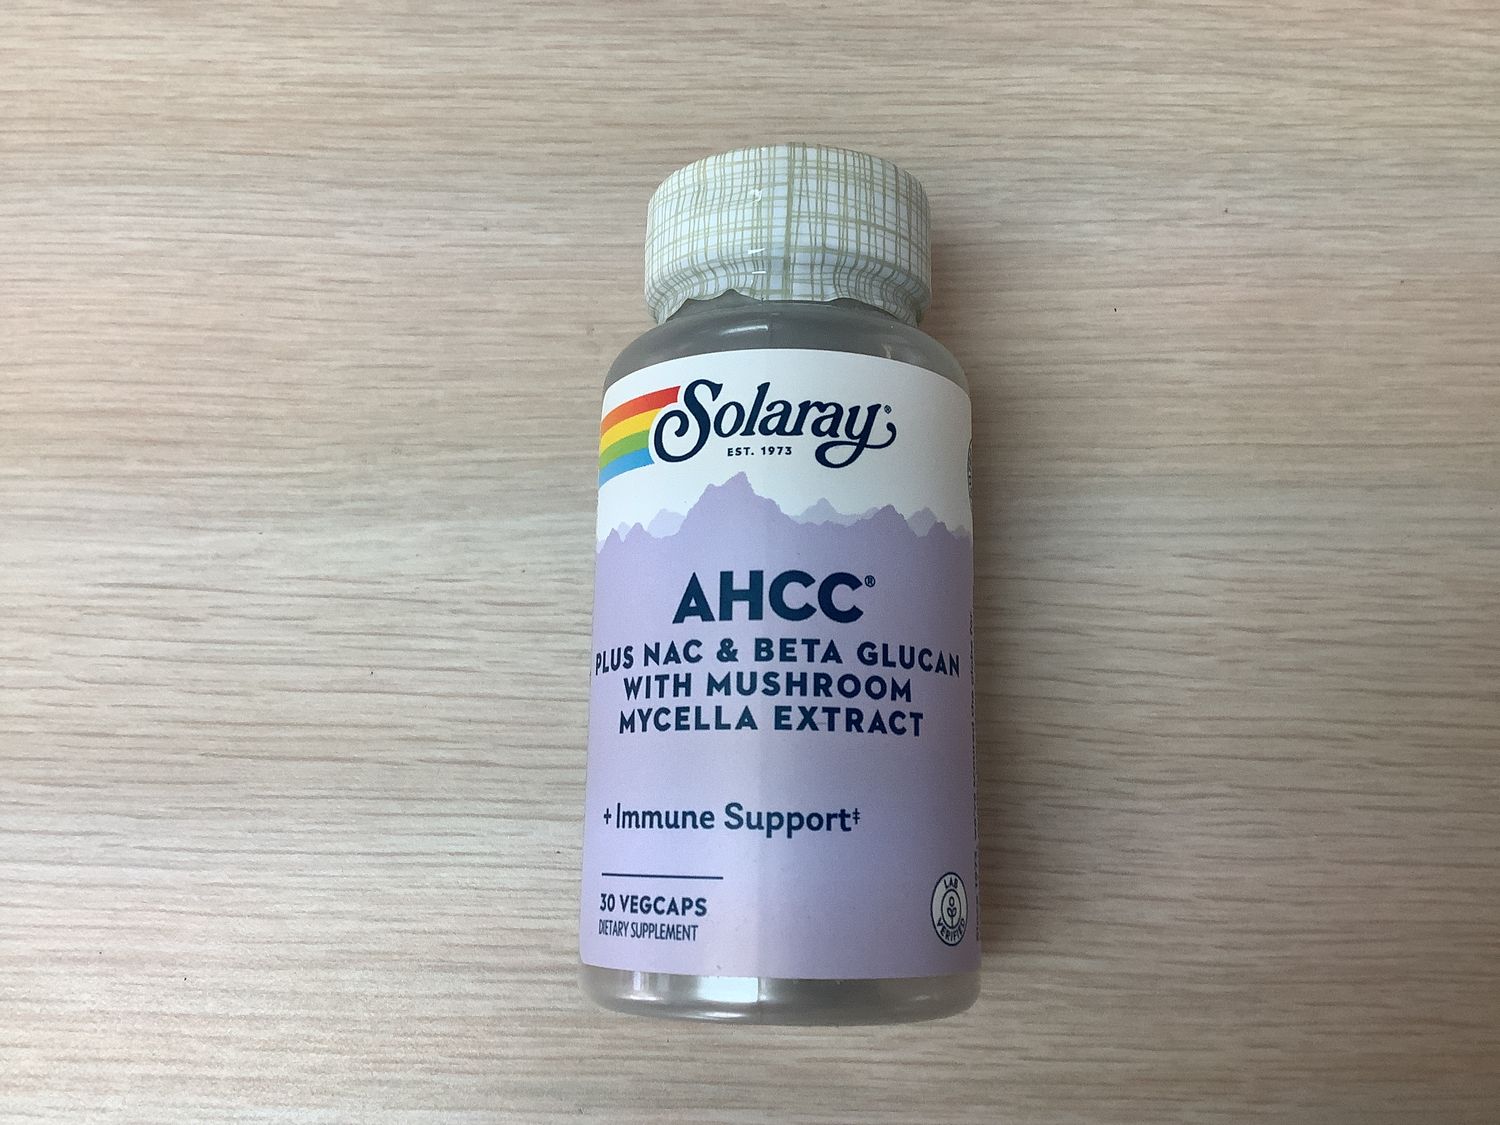 Solaray®
EST. 1973
AHCC®
PLUS NAC & BETA GLUCAN
WITH MUSHROOM
MYCELLA EXTRACT
+ Immune Support‡
30 VEGCAPS
DIETARY SUPPLEMENT
LAB
VERIFIED